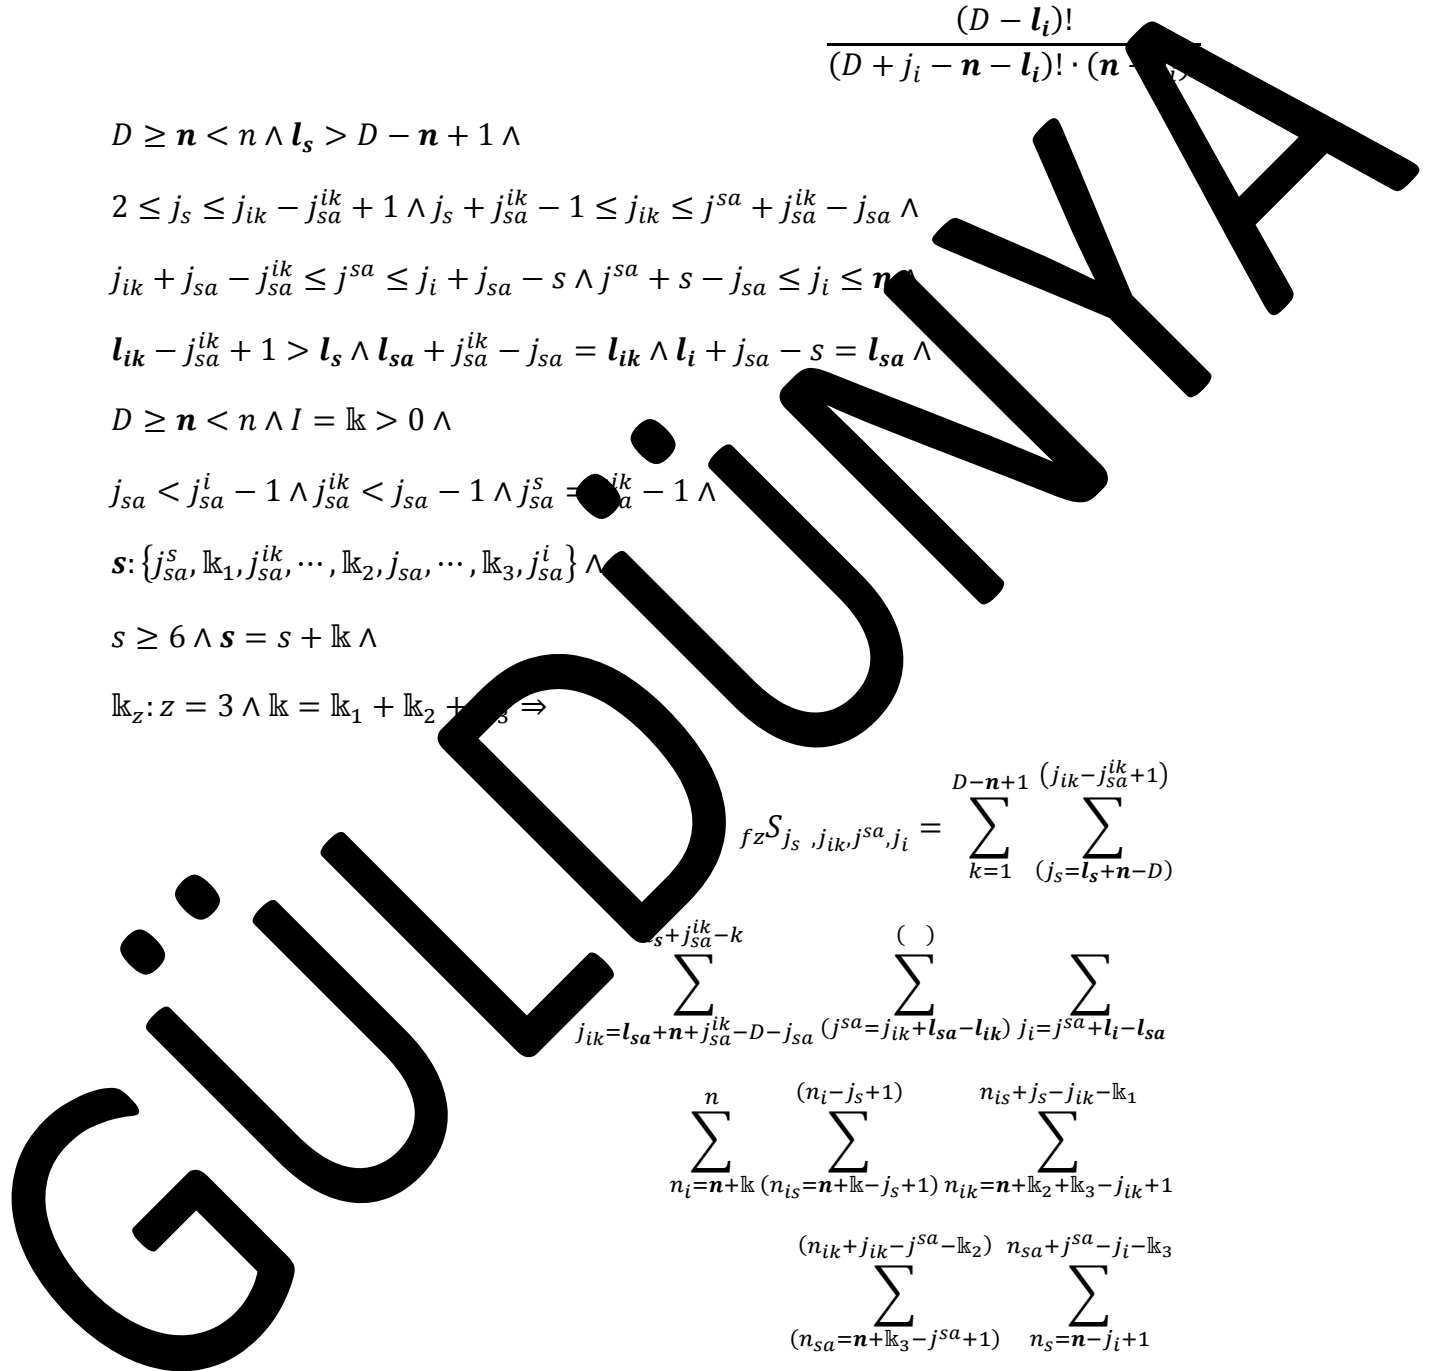 (D − l_i)!
(D + j_i − n − l_i)! · (n
D ≥ n < n ∧ l_s > D − n + 1 ∧
2 ≤ j_s ≤ j_ik − j_sa^ik + 1 ∧ j_s + j_sa^ik − 1 ≤ j_ik ≤ j^sa + j_sa^ik − j_sa ∧
j_ik + j_sa − j_sa^ik ≤ j^sa ≤ j_i + j_sa − s ∧ j^sa + s − j_sa ≤ j_i ≤ n ∧
l_ik − j_sa^ik + 1 > l_s ∧ l_sa + j_sa^ik − j_sa = l_ik ∧ l_i + j_sa − s = l_sa ∧
D ≥ n < n ∧ I = 𝕜 > 0 ∧
j_sa < j_sa^i − 1 ∧ j_sa^ik < j_sa − 1 ∧ j_sa^s = j_sa^ik − 1 ∧
s: {j_sa^s, 𝕜_1, j_sa^ik, ⋯, 𝕜_2, j_sa, ⋯, 𝕜_3, j_sa^i} ∧
s ≥ 6 ∧ s = s + 𝕜 ∧
𝕜_z: z = 3 ∧ 𝕜 = 𝕜_1 + 𝕜_2 + 𝕜_3 ⇒
D−n+1 (j_ik−j_sa^ik+1)
fzS_{j_s ,j_ik,j^sa,j_i} = ∑ ∑
k=1 (j_s=l_s+n−D)
l_s+j_sa^ik−k ( )
∑ ∑ ∑
j_ik=l_sa+n+j_sa^ik−D−j_sa (j^sa=j_ik+l_sa−l_ik) j_i=j^sa+l_i−l_sa
n (n_i−j_s+1) n_is+j_s−j_ik−𝕜_1
∑ ∑ ∑
n_i=n+𝕜 (n_is=n+𝕜−j_s+1) n_ik=n+𝕜_2+𝕜_3−j_ik+1
(n_ik+j_ik−j^sa−𝕜_2) n_sa+j^sa−j_i−𝕜_3
∑ ∑
(n_sa=n+𝕜_3−j^sa+1) n_s=n−j_i+1
GÜLDÜNYA